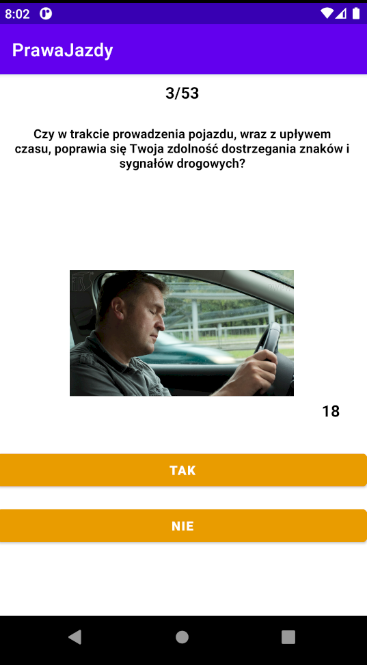 8:02
PrawaJazdy
3/53
Czy w trakcie prowadzenia pojazdu, wraz z upływem
czasu, poprawia się Twoja zdolność dostrzegania znaków i
sygnałów drogowych?
18
TAK
NIE